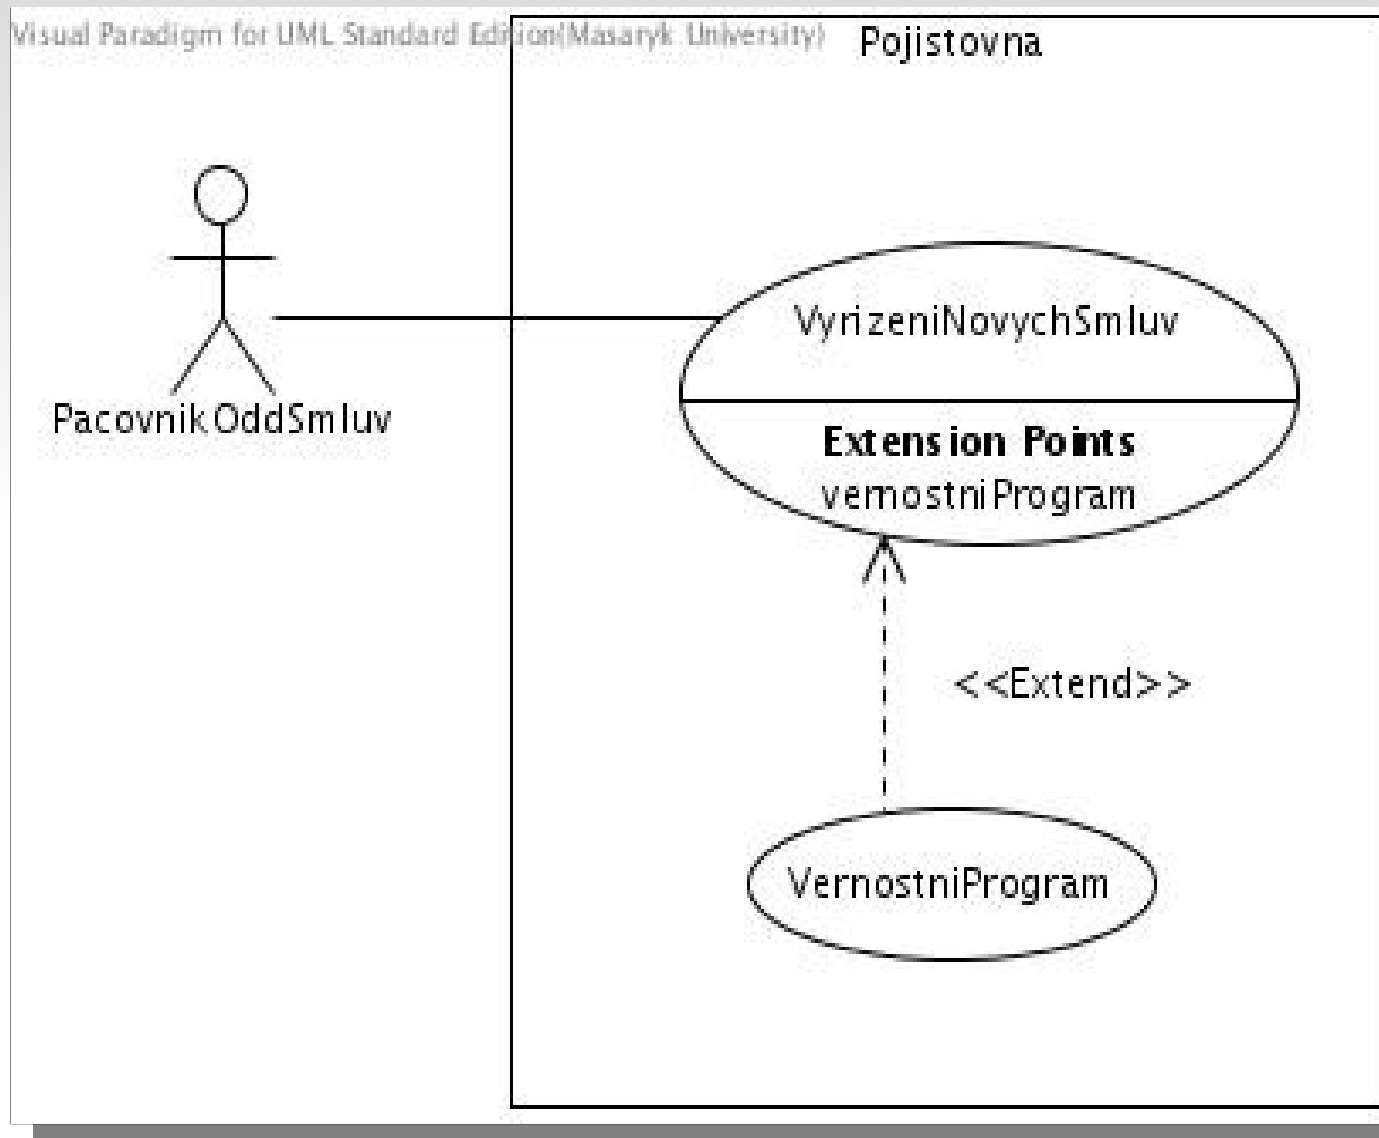 Visual Paradigm for UML Standard Edition(Masaryk University)
Pojistovna
VyrizeniNovychSmluv
PacovnikOddSmluv
Extension Points
vernostniProgram
<<Extend>>
VernostniProgram